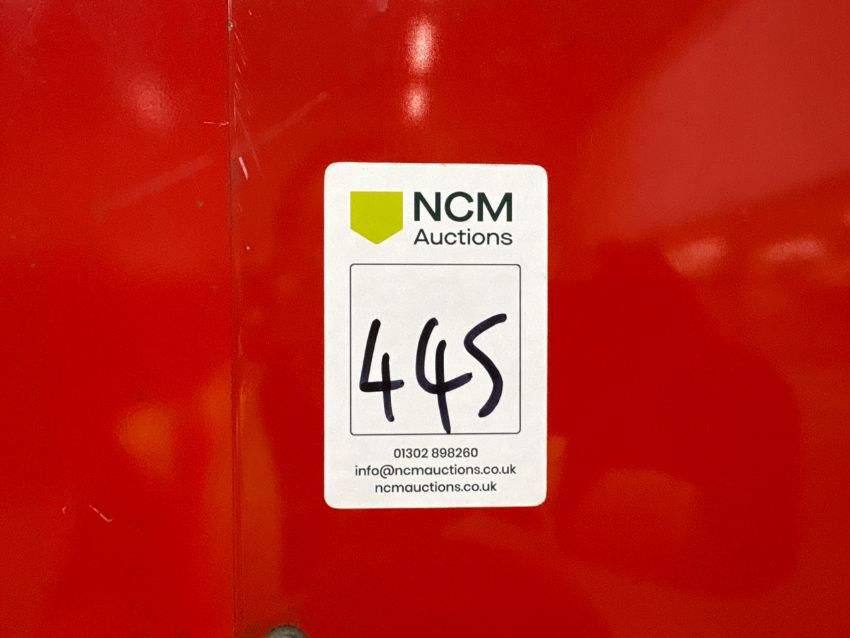 NCM
Auctions
445
01302 898260
info@ncmauctions.co.uk
ncmauctions.co.uk